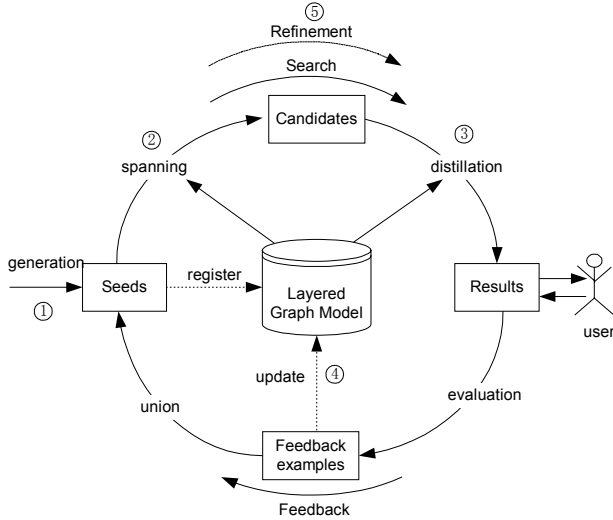 ⑤
Refinement
Search
Candidates
②
③
spanning
distillation
generation
①
Seeds
register
Layered
Graph Model
Results
user
update
④
union
evaluation
Feedback
examples
Feedback